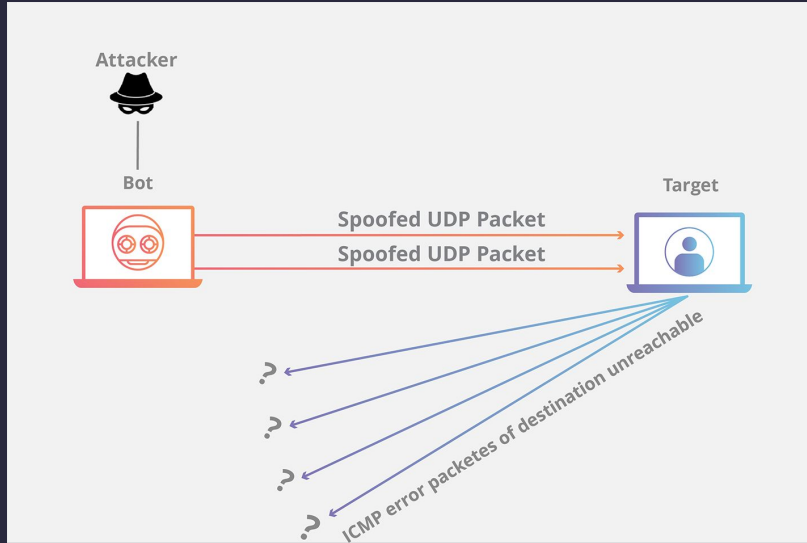 Attacker
Bot
Target
Spoofed UDP Packet
Spoofed UDP Packet
?
?
?
?
ICMP error packetes of destination unreachable